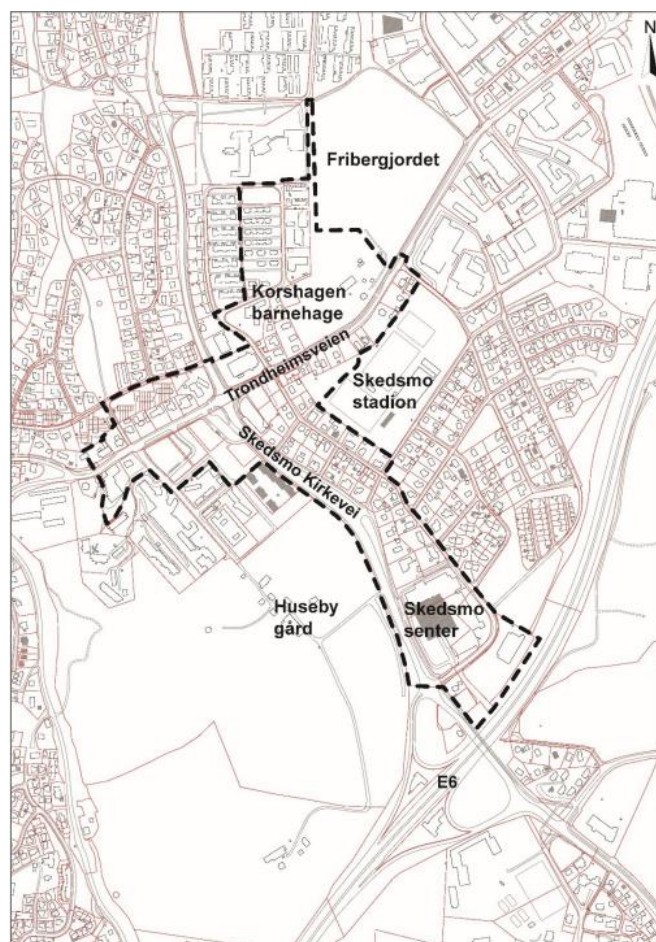 N
Fribergjordet
Korshagen
barnehage
Trondheimsveien
Skedsmo
stadion
Skedsmo Kirkevei
Huseby
gård
Skedsmo
senter
E6